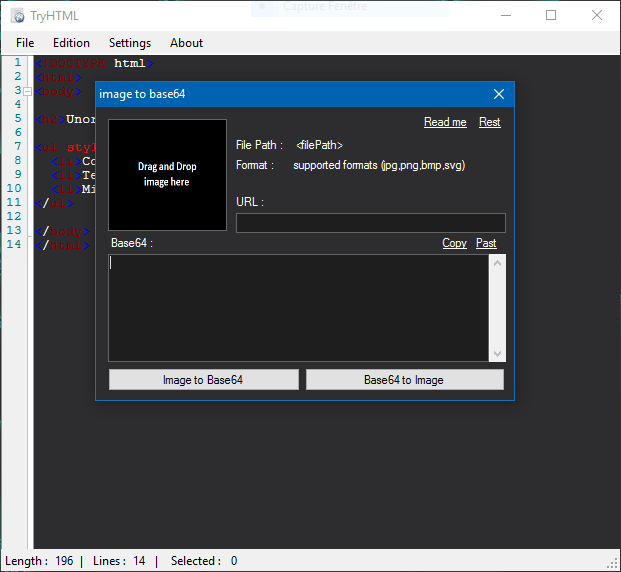 Capture Fenêtre
TryHTML
File Edition Settings About
1 <!DOCTYPE html>
2 <html>
3 <body>
4
5 <h2>Unor
6
7 <ul styl
8 <li>Co
9 <li>Te
10 <li>Mi
11 </ul>
12
13 </body>
14 </html>
image to base64
Read me Rest
Drag and Drop
image here
File Path : <filePath>
Format : supported formats (jpg,png,bmp,svg)
URL :
Base64 : Copy Past
Image to Base64 Base64 to Image
Length : 196 | Lines : 14 | Selected : 0